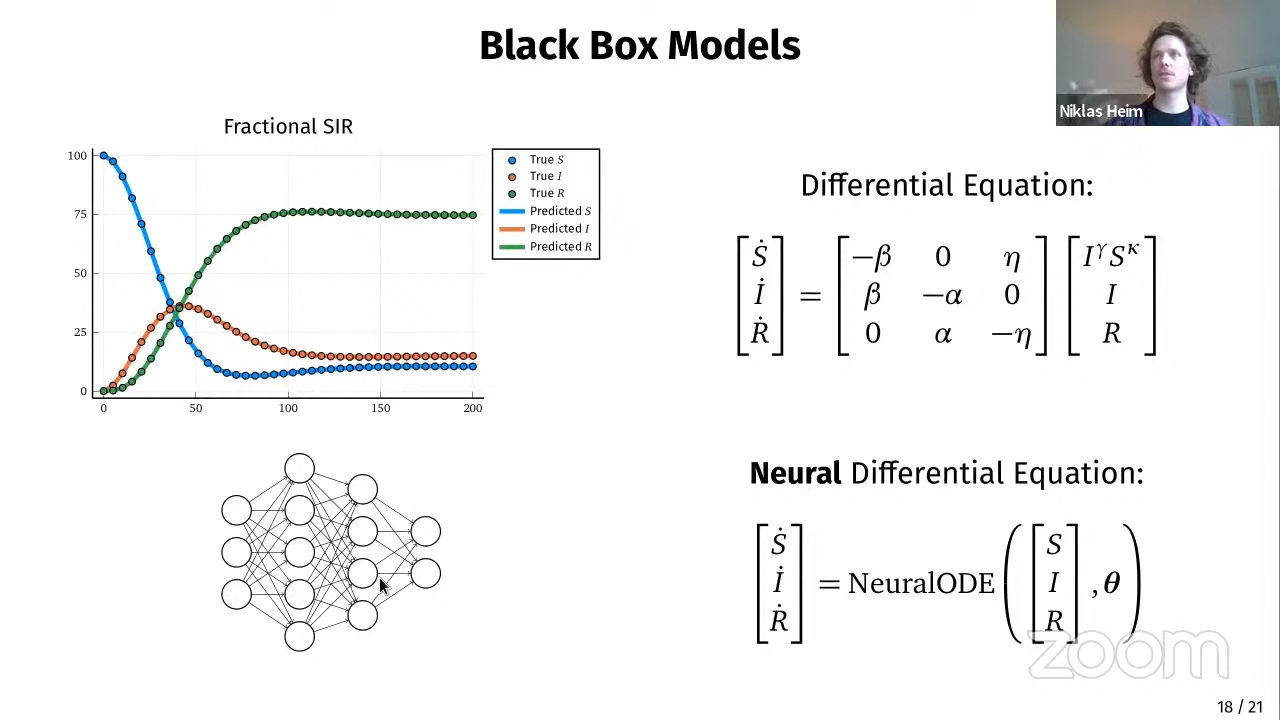 Black Box Models
Niklas Heim
Fractional SIR
100
75
50
25
0
0 50 100 150 200
True S
True I
True R
Predicted S
Predicted I
Predicted R
Differential Equation:
Ṡ −β 0 η I^γ S^κ
İ = β −α 0 I
Ṙ 0 α −η R
Neural Differential Equation:
Ṡ S
İ = NeuralODE ( I , θ )
Ṙ R
zoom
18 / 21